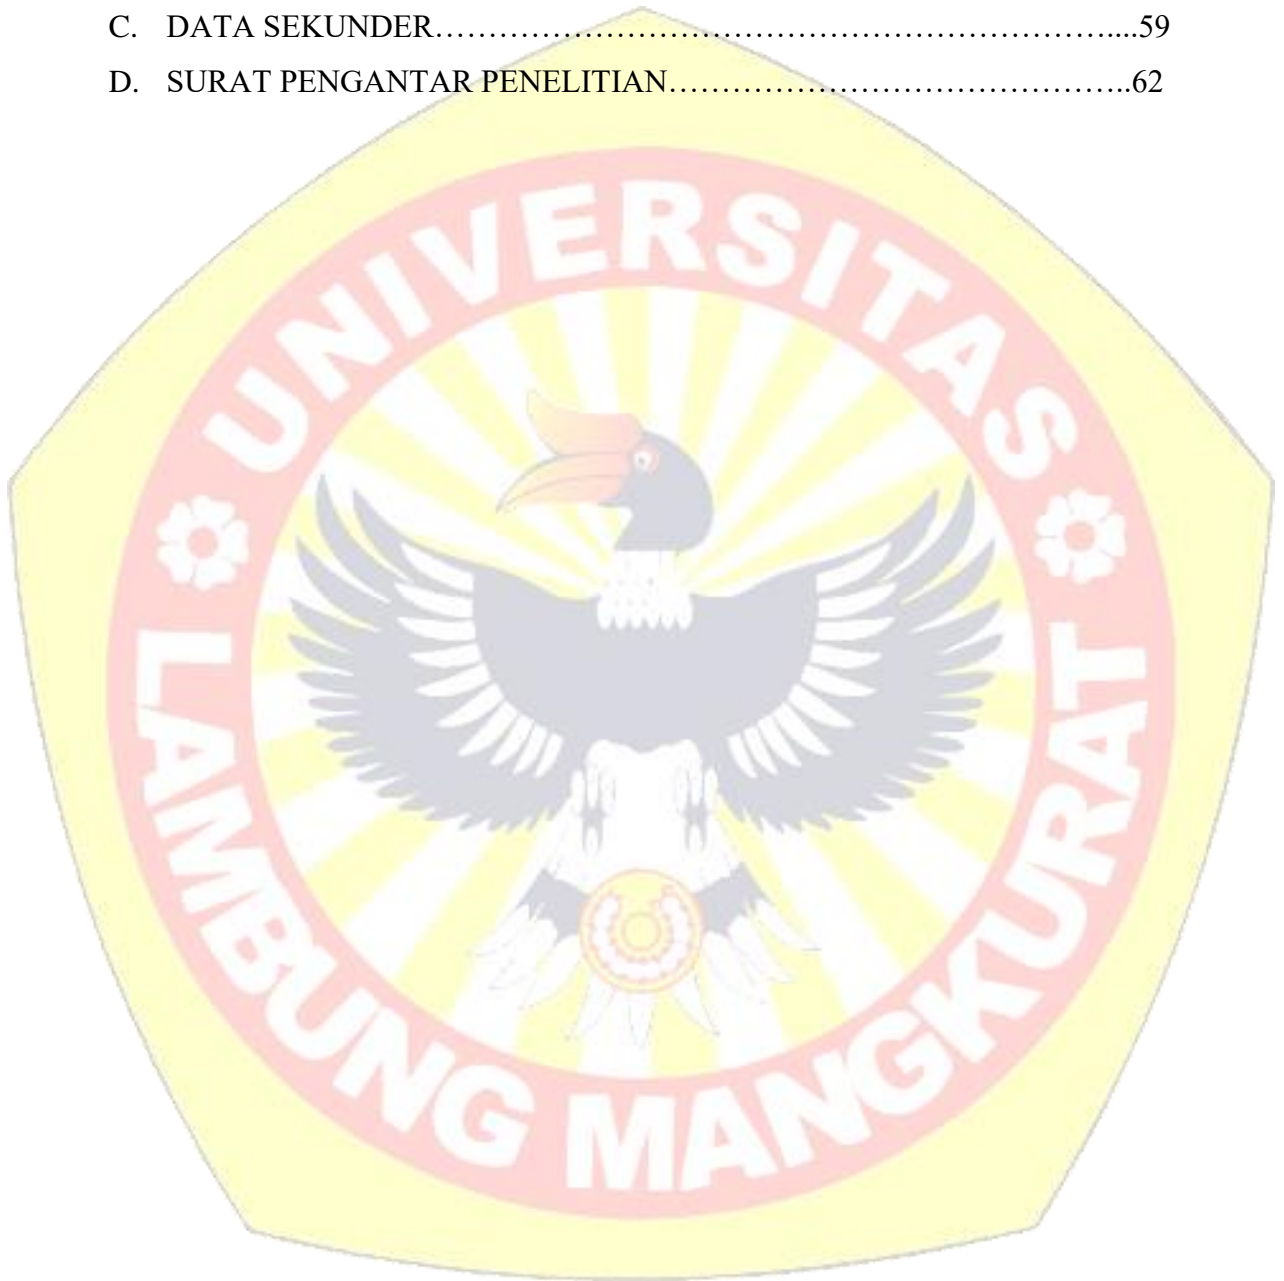 C. DATA SEKUNDER…………………………………………………………………....59
D. SURAT PENGANTAR PENELITIAN……………………………………………..62
UNIVERSITAS
LAMBUNG MANGKURAT